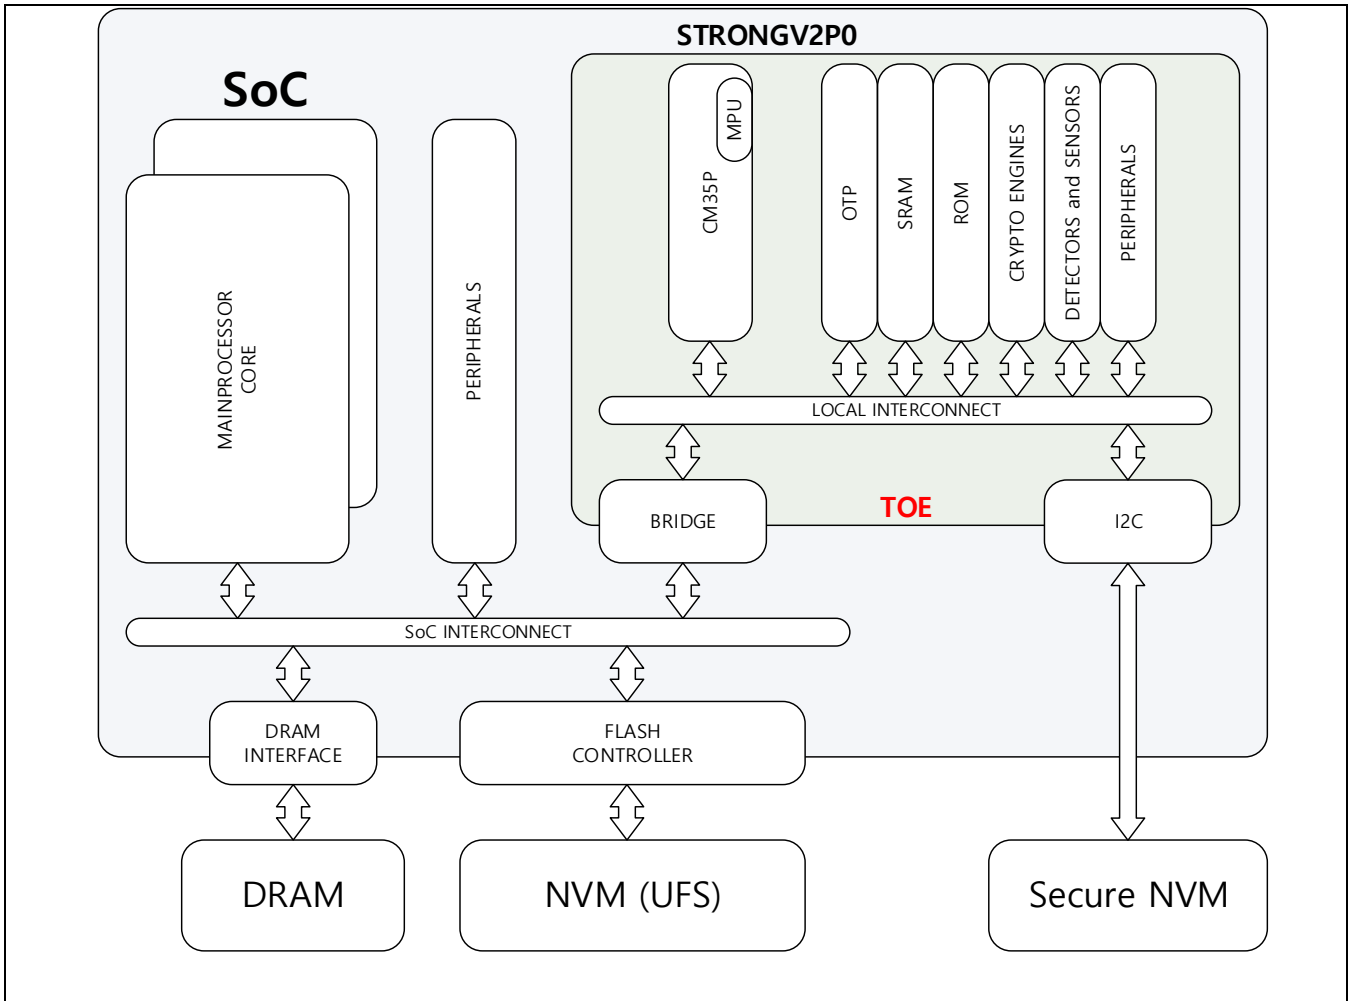 STRONGV2P0
SoC
MPU
CM35P
OTP
SRAM
ROM
CRYPTO ENGINES
DETECTORS and SENSORS
PERIPHERALS
MAINPROCESSOR
CORE
PERIPHERALS
LOCAL INTERCONNECT
BRIDGE
TOE
I2C
SoC INTERCONNECT
DRAM
INTERFACE
FLASH
CONTROLLER
DRAM
NVM (UFS)
Secure NVM